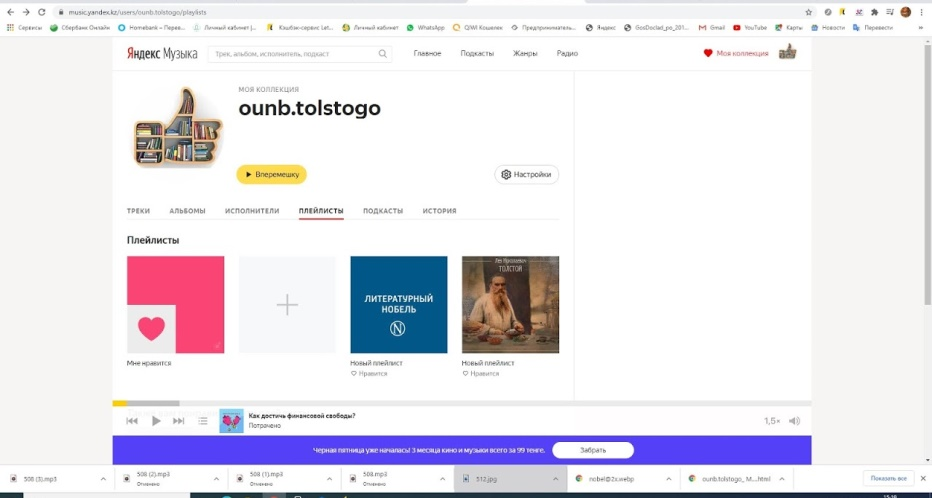 music.yandex.kz/users/ounb.tolstogo/playlists
Сервисы Сбербанк Онлайн Homebank – Перев... Личный кабинет [... Кэшбэк-сервис Let... Личный кабинет WhatsApp QIWI Кошелек Предприниматель... Яндекс GosDoclad_po_201... Gmail YouTube Карты Новости Перевести
Яндекс Музыка
Трек, альбом, исполнитель, подкаст
Главное Подкасты Жанры Радио
Моя коллекция
МОЯ КОЛЛЕКЦИЯ
ounb.tolstogo
Вперемешку
Настройки
ТРЕКИ АЛЬБОМЫ ИСПОЛНИТЕЛИ ПЛЕЙЛИСТЫ ПОДКАСТЫ ИСТОРИЯ
Плейлисты
ЛИТЕРАТУРНЫЙ
НОБЕЛЬ
N
Лев Николаевич
ТОЛСТОЙ
Мне нравится
Новый плейлист
Нравится
Новый плейлист
Нравится
Как достичь финансовой свободы?
Потрачено
1,5×
Черная пятница уже началась! 3 месяца кино и музыки всего за 99 тенге.
Забрать
508 (3).mp3
508 (2).mp3
Отменено
508 (1).mp3
Отменено
508.mp3
Отменено
512.jpg
nobel@2x.webp
ounb.tolstogo_ M....html
Показать все